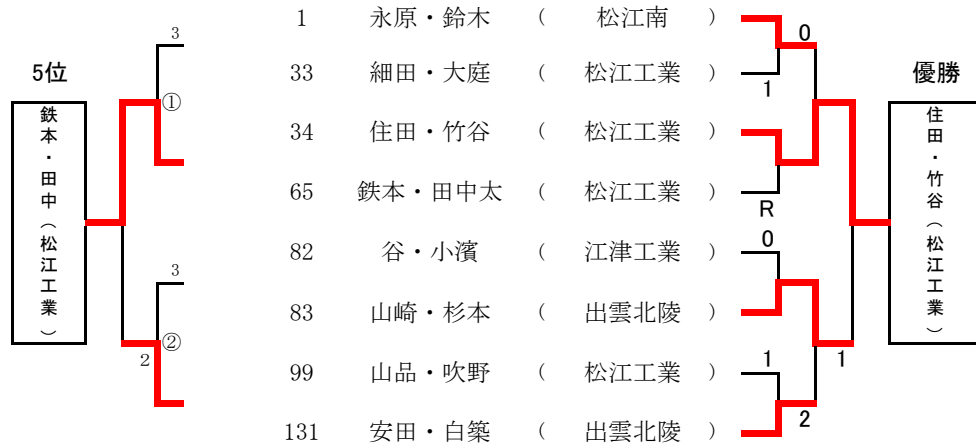 5位
鉄本・田中（松江工業）
3
①
3
②
2
1 永原・鈴木 （ 松江南 ）
33 細田・大庭 （ 松江工業 ）
34 住田・竹谷 （ 松江工業 ）
65 鉄本・田中太 （ 松江工業 ）
82 谷・小濱 （ 江津工業 ）
83 山崎・杉本 （ 出雲北陵 ）
99 山品・吹野 （ 松江工業 ）
131 安田・白築 （ 出雲北陵 ）
0
1
R
0
1
1
2
優勝
住田・竹谷（松江工業）